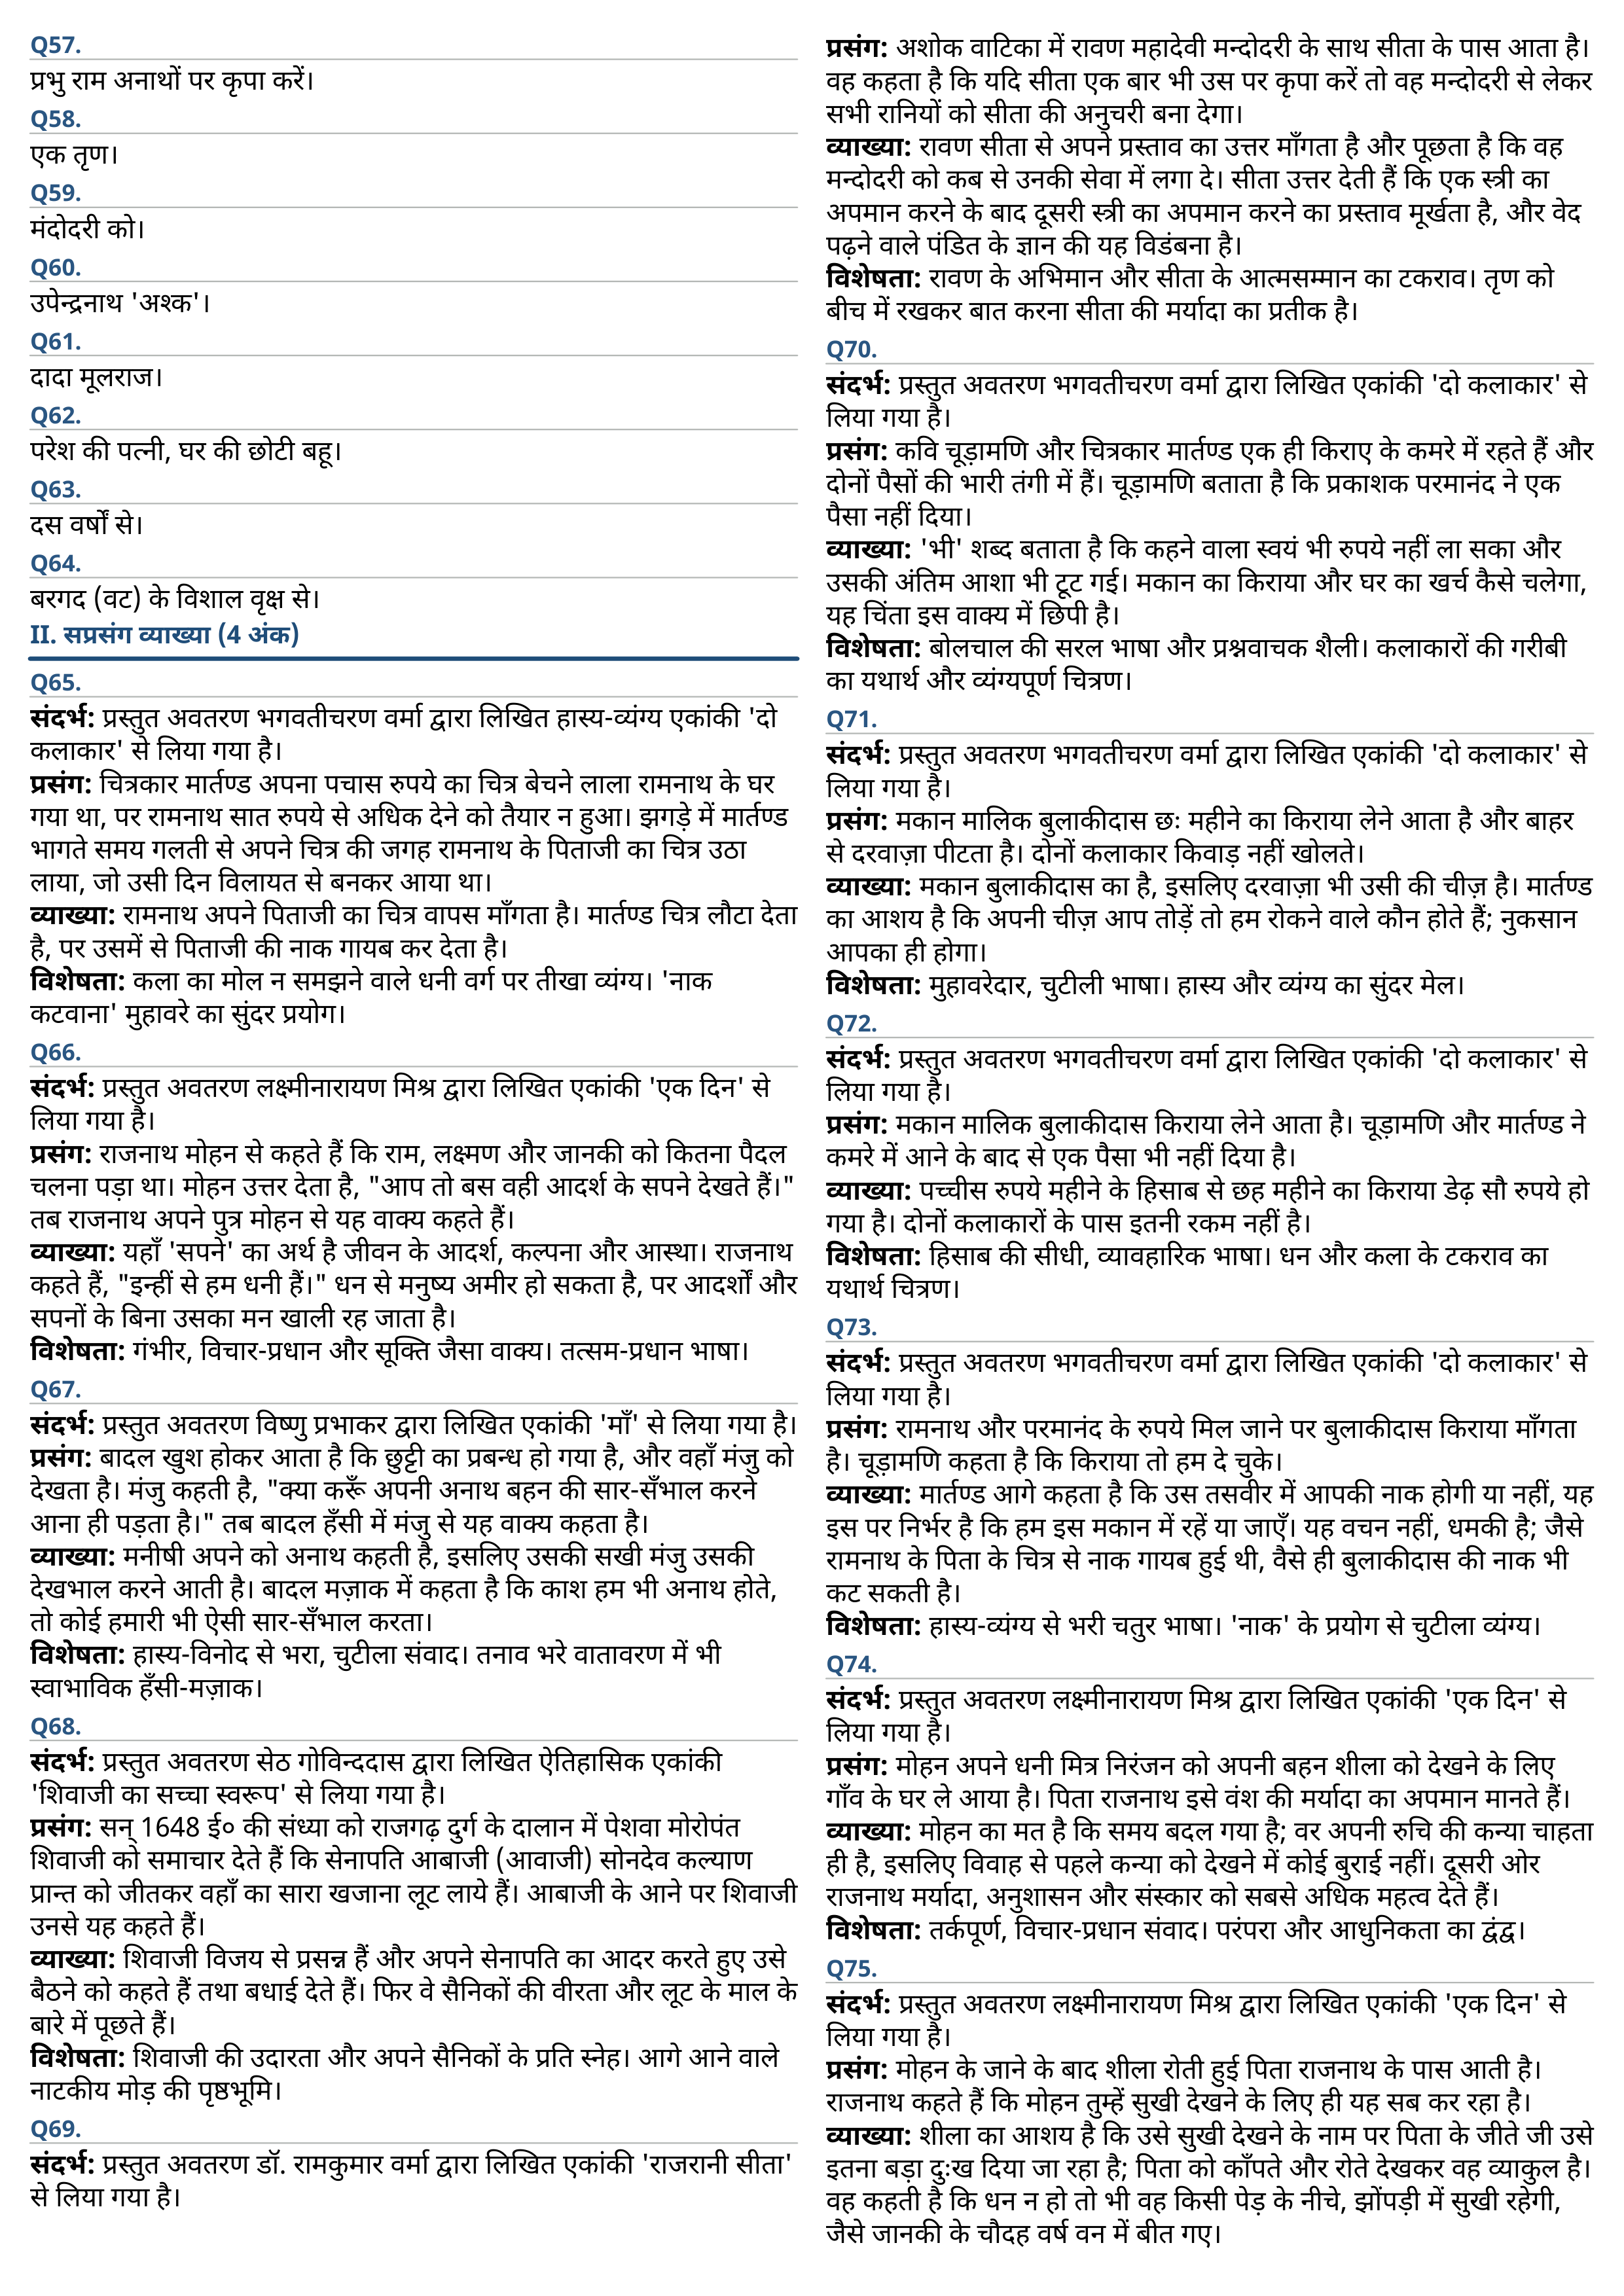 Q57.
प्रभु राम अनाथों पर कृपा करें।
Q58.
एक तृण।
Q59.
मंदोदरी को।
Q60.
उपेन्द्रनाथ 'अश्क'।
Q61.
दादा मूलराज।
Q62.
परेश की पत्नी, घर की छोटी बहू।
Q63.
दस वर्षों से।
Q64.
बरगद (वट) के विशाल वृक्ष से।
II. सप्रसंग व्याख्या (4 अंक)
Q65.
संदर्भ: प्रस्तुत अवतरण भगवतीचरण वर्मा द्वारा लिखित हास्य-व्यंग्य एकांकी 'दो
कलाकार' से लिया गया है।
प्रसंग: चित्रकार मार्तण्ड अपना पचास रुपये का चित्र बेचने लाला रामनाथ के घर
गया था, पर रामनाथ सात रुपये से अधिक देने को तैयार न हुआ। झगड़े में मार्तण्ड
भागते समय गलती से अपने चित्र की जगह रामनाथ के पिताजी का चित्र उठा
लाया, जो उसी दिन विलायत से बनकर आया था।
व्याख्या: रामनाथ अपने पिताजी का चित्र वापस माँगता है। मार्तण्ड चित्र लौटा देता
है, पर उसमें से पिताजी की नाक गायब कर देता है।
विशेषता: कला का मोल न समझने वाले धनी वर्ग पर तीखा व्यंग्य। 'नाक
कटवाना' मुहावरे का सुंदर प्रयोग।
Q66.
संदर्भ: प्रस्तुत अवतरण लक्ष्मीनारायण मिश्र द्वारा लिखित एकांकी 'एक दिन' से
लिया गया है।
प्रसंग: राजनाथ मोहन से कहते हैं कि राम, लक्ष्मण और जानकी को कितना पैदल
चलना पड़ा था। मोहन उत्तर देता है, "आप तो बस वही आदर्श के सपने देखते हैं।"
तब राजनाथ अपने पुत्र मोहन से यह वाक्य कहते हैं।
व्याख्या: यहाँ 'सपने' का अर्थ है जीवन के आदर्श, कल्पना और आस्था। राजनाथ
कहते हैं, "इन्हीं से हम धनी हैं।" धन से मनुष्य अमीर हो सकता है, पर आदर्शों और
सपनों के बिना उसका मन खाली रह जाता है।
विशेषता: गंभीर, विचार-प्रधान और सूक्ति जैसा वाक्य। तत्सम-प्रधान भाषा।
Q67.
संदर्भ: प्रस्तुत अवतरण विष्णु प्रभाकर द्वारा लिखित एकांकी 'माँ' से लिया गया है।
प्रसंग: बादल खुश होकर आता है कि छुट्टी का प्रबन्ध हो गया है, और वहाँ मंजु को
देखता है। मंजु कहती है, "क्या करूँ अपनी अनाथ बहन की सार-सँभाल करने
आना ही पड़ता है।" तब बादल हँसी में मंजु से यह वाक्य कहता है।
व्याख्या: मनीषी अपने को अनाथ कहती है, इसलिए उसकी सखी मंजु उसकी
देखभाल करने आती है। बादल मज़ाक में कहता है कि काश हम भी अनाथ होते,
तो कोई हमारी भी ऐसी सार-सँभाल करता।
विशेषता: हास्य-विनोद से भरा, चुटीला संवाद। तनाव भरे वातावरण में भी
स्वाभाविक हँसी-मज़ाक।
Q68.
संदर्भ: प्रस्तुत अवतरण सेठ गोविन्ददास द्वारा लिखित ऐतिहासिक एकांकी
'शिवाजी का सच्चा स्वरूप' से लिया गया है।
प्रसंग: सन् 1648 ई० की संध्या को राजगढ़ दुर्ग के दालान में पेशवा मोरोपंत
शिवाजी को समाचार देते हैं कि सेनापति आबाजी (आवाजी) सोनदेव कल्याण
प्रान्त को जीतकर वहाँ का सारा खजाना लूट लाये हैं। आबाजी के आने पर शिवाजी
उनसे यह कहते हैं।
व्याख्या: शिवाजी विजय से प्रसन्न हैं और अपने सेनापति का आदर करते हुए उसे
बैठने को कहते हैं तथा बधाई देते हैं। फिर वे सैनिकों की वीरता और लूट के माल के
बारे में पूछते हैं।
विशेषता: शिवाजी की उदारता और अपने सैनिकों के प्रति स्नेह। आगे आने वाले
नाटकीय मोड़ की पृष्ठभूमि।
Q69.
संदर्भ: प्रस्तुत अवतरण डॉ. रामकुमार वर्मा द्वारा लिखित एकांकी 'राजरानी सीता'
से लिया गया है।
प्रसंग: अशोक वाटिका में रावण महादेवी मन्दोदरी के साथ सीता के पास आता है।
वह कहता है कि यदि सीता एक बार भी उस पर कृपा करें तो वह मन्दोदरी से लेकर
सभी रानियों को सीता की अनुचरी बना देगा।
व्याख्या: रावण सीता से अपने प्रस्ताव का उत्तर माँगता है और पूछता है कि वह
मन्दोदरी को कब से उनकी सेवा में लगा दे। सीता उत्तर देती हैं कि एक स्त्री का
अपमान करने के बाद दूसरी स्त्री का अपमान करने का प्रस्ताव मूर्खता है, और वेद
पढ़ने वाले पंडित के ज्ञान की यह विडंबना है।
विशेषता: रावण के अभिमान और सीता के आत्मसम्मान का टकराव। तृण को
बीच में रखकर बात करना सीता की मर्यादा का प्रतीक है।
Q70.
संदर्भ: प्रस्तुत अवतरण भगवतीचरण वर्मा द्वारा लिखित एकांकी 'दो कलाकार' से
लिया गया है।
प्रसंग: कवि चूड़ामणि और चित्रकार मार्तण्ड एक ही किराए के कमरे में रहते हैं और
दोनों पैसों की भारी तंगी में हैं। चूड़ामणि बताता है कि प्रकाशक परमानंद ने एक
पैसा नहीं दिया।
व्याख्या: 'भी' शब्द बताता है कि कहने वाला स्वयं भी रुपये नहीं ला सका और
उसकी अंतिम आशा भी टूट गई। मकान का किराया और घर का खर्च कैसे चलेगा,
यह चिंता इस वाक्य में छिपी है।
विशेषता: बोलचाल की सरल भाषा और प्रश्नवाचक शैली। कलाकारों की गरीबी
का यथार्थ और व्यंग्यपूर्ण चित्रण।
Q71.
संदर्भ: प्रस्तुत अवतरण भगवतीचरण वर्मा द्वारा लिखित एकांकी 'दो कलाकार' से
लिया गया है।
प्रसंग: मकान मालिक बुलाकीदास छः महीने का किराया लेने आता है और बाहर
से दरवाज़ा पीटता है। दोनों कलाकार किवाड़ नहीं खोलते।
व्याख्या: मकान बुलाकीदास का है, इसलिए दरवाज़ा भी उसी की चीज़ है। मार्तण्ड
का आशय है कि अपनी चीज़ आप तोड़ें तो हम रोकने वाले कौन होते हैं; नुकसान
आपका ही होगा।
विशेषता: मुहावरेदार, चुटीली भाषा। हास्य और व्यंग्य का सुंदर मेल।
Q72.
संदर्भ: प्रस्तुत अवतरण भगवतीचरण वर्मा द्वारा लिखित एकांकी 'दो कलाकार' से
लिया गया है।
प्रसंग: मकान मालिक बुलाकीदास किराया लेने आता है। चूड़ामणि और मार्तण्ड ने
कमरे में आने के बाद से एक पैसा भी नहीं दिया है।
व्याख्या: पच्चीस रुपये महीने के हिसाब से छह महीने का किराया डेढ़ सौ रुपये हो
गया है। दोनों कलाकारों के पास इतनी रकम नहीं है।
विशेषता: हिसाब की सीधी, व्यावहारिक भाषा। धन और कला के टकराव का
यथार्थ चित्रण।
Q73.
संदर्भ: प्रस्तुत अवतरण भगवतीचरण वर्मा द्वारा लिखित एकांकी 'दो कलाकार' से
लिया गया है।
प्रसंग: रामनाथ और परमानंद के रुपये मिल जाने पर बुलाकीदास किराया माँगता
है। चूड़ामणि कहता है कि किराया तो हम दे चुके।
व्याख्या: मार्तण्ड आगे कहता है कि उस तसवीर में आपकी नाक होगी या नहीं, यह
इस पर निर्भर है कि हम इस मकान में रहें या जाएँ। यह वचन नहीं, धमकी है; जैसे
रामनाथ के पिता के चित्र से नाक गायब हुई थी, वैसे ही बुलाकीदास की नाक भी
कट सकती है।
विशेषता: हास्य-व्यंग्य से भरी चतुर भाषा। 'नाक' के प्रयोग से चुटीला व्यंग्य।
Q74.
संदर्भ: प्रस्तुत अवतरण लक्ष्मीनारायण मिश्र द्वारा लिखित एकांकी 'एक दिन' से
लिया गया है।
प्रसंग: मोहन अपने धनी मित्र निरंजन को अपनी बहन शीला को देखने के लिए
गाँव के घर ले आया है। पिता राजनाथ इसे वंश की मर्यादा का अपमान मानते हैं।
व्याख्या: मोहन का मत है कि समय बदल गया है; वर अपनी रुचि की कन्या चाहता
ही है, इसलिए विवाह से पहले कन्या को देखने में कोई बुराई नहीं। दूसरी ओर
राजनाथ मर्यादा, अनुशासन और संस्कार को सबसे अधिक महत्व देते हैं।
विशेषता: तर्कपूर्ण, विचार-प्रधान संवाद। परंपरा और आधुनिकता का द्वंद्व।
Q75.
संदर्भ: प्रस्तुत अवतरण लक्ष्मीनारायण मिश्र द्वारा लिखित एकांकी 'एक दिन' से
लिया गया है।
प्रसंग: मोहन के जाने के बाद शीला रोती हुई पिता राजनाथ के पास आती है।
राजनाथ कहते हैं कि मोहन तुम्हें सुखी देखने के लिए ही यह सब कर रहा है।
व्याख्या: शीला का आशय है कि उसे सुखी देखने के नाम पर पिता के जीते जी उसे
इतना बड़ा दुःख दिया जा रहा है; पिता को काँपते और रोते देखकर वह व्याकुल है।
वह कहती है कि धन न हो तो भी वह किसी पेड़ के नीचे, झोंपड़ी में सुखी रहेगी,
जैसे जानकी के चौदह वर्ष वन में बीत गए।